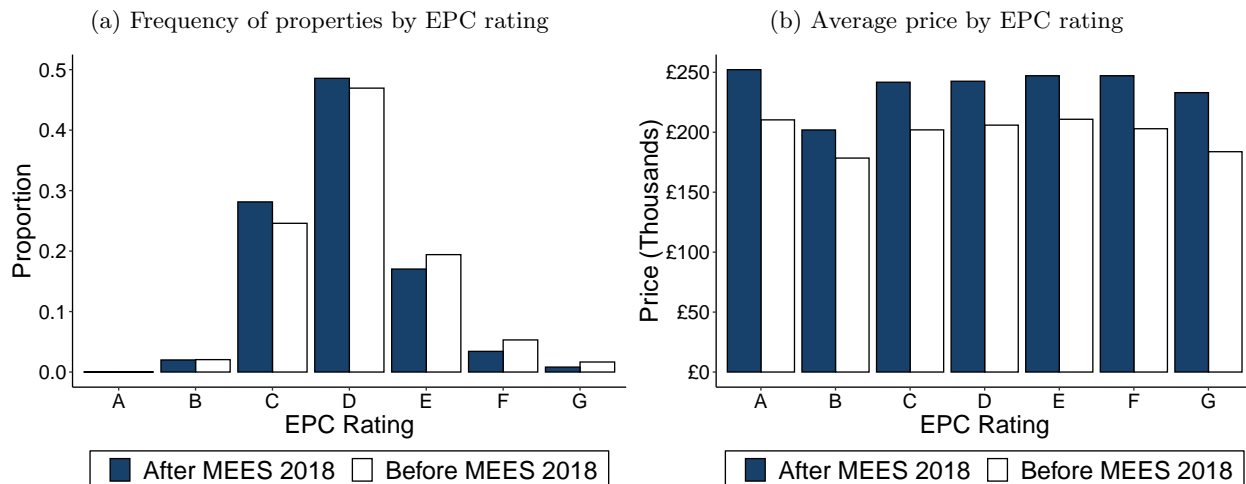 (a) Frequency of properties by EPC rating
0.5
0.4
0.3
0.2
0.1
0.0
Proportion
A B C D E F G
EPC Rating
After MEES 2018 Before MEES 2018
(b) Average price by EPC rating
£250
£200
£150
£100
£50
£0
Price (Thousands)
A B C D E F G
EPC Rating
After MEES 2018 Before MEES 2018